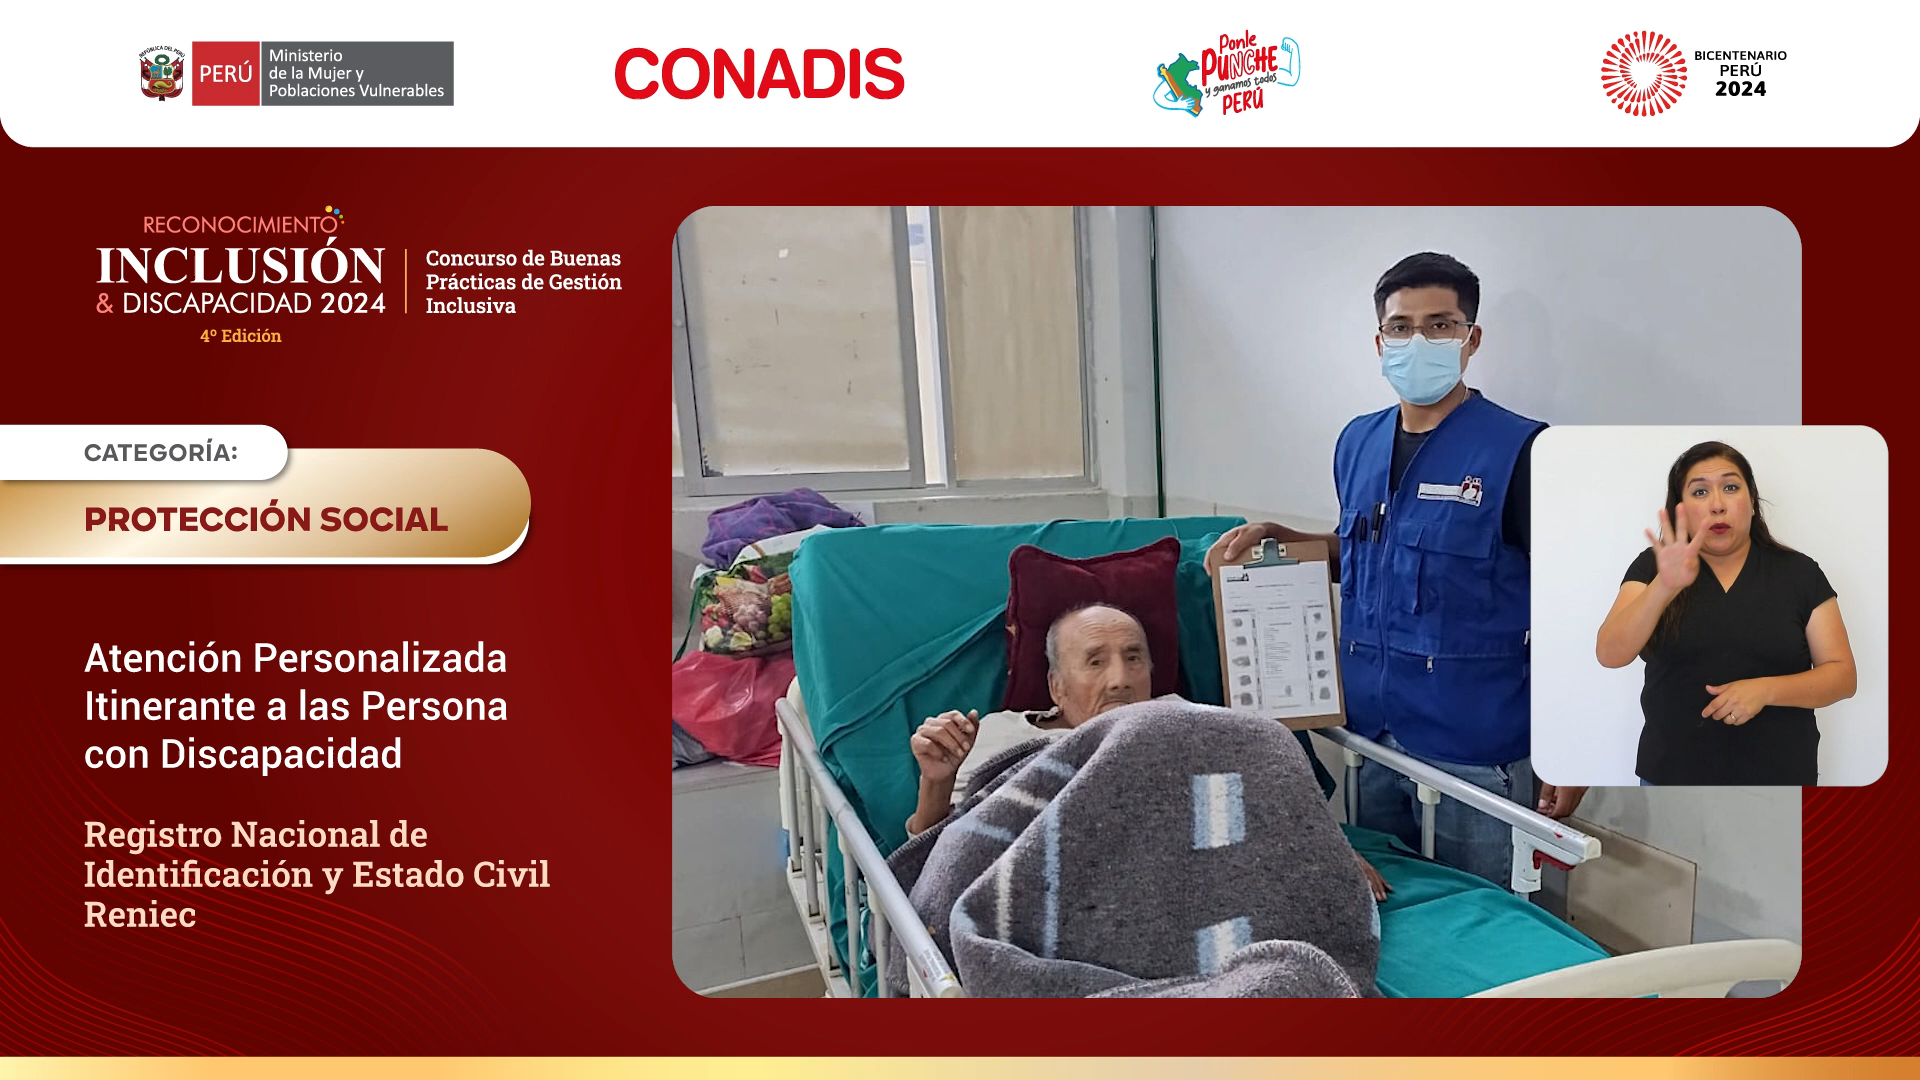 REPÚBLICA DEL PERÚ
PERÚ
Ministerio
de la Mujer y
Poblaciones Vulnerables
CONADIS
Ponle
PUNCHE
y ganamos todos
PERÚ
BICENTENARIO
PERÚ
2024
RECONOCIMIENTO
INCLUSIÓN
& DISCAPACIDAD 2024
4º Edición
Concurso de Buenas
Prácticas de Gestión
Inclusiva
CATEGORÍA:
PROTECCIÓN SOCIAL
Atención Personalizada
Itinerante a las Persona
con Discapacidad
Registro Nacional de
Identificación y Estado Civil
Reniec